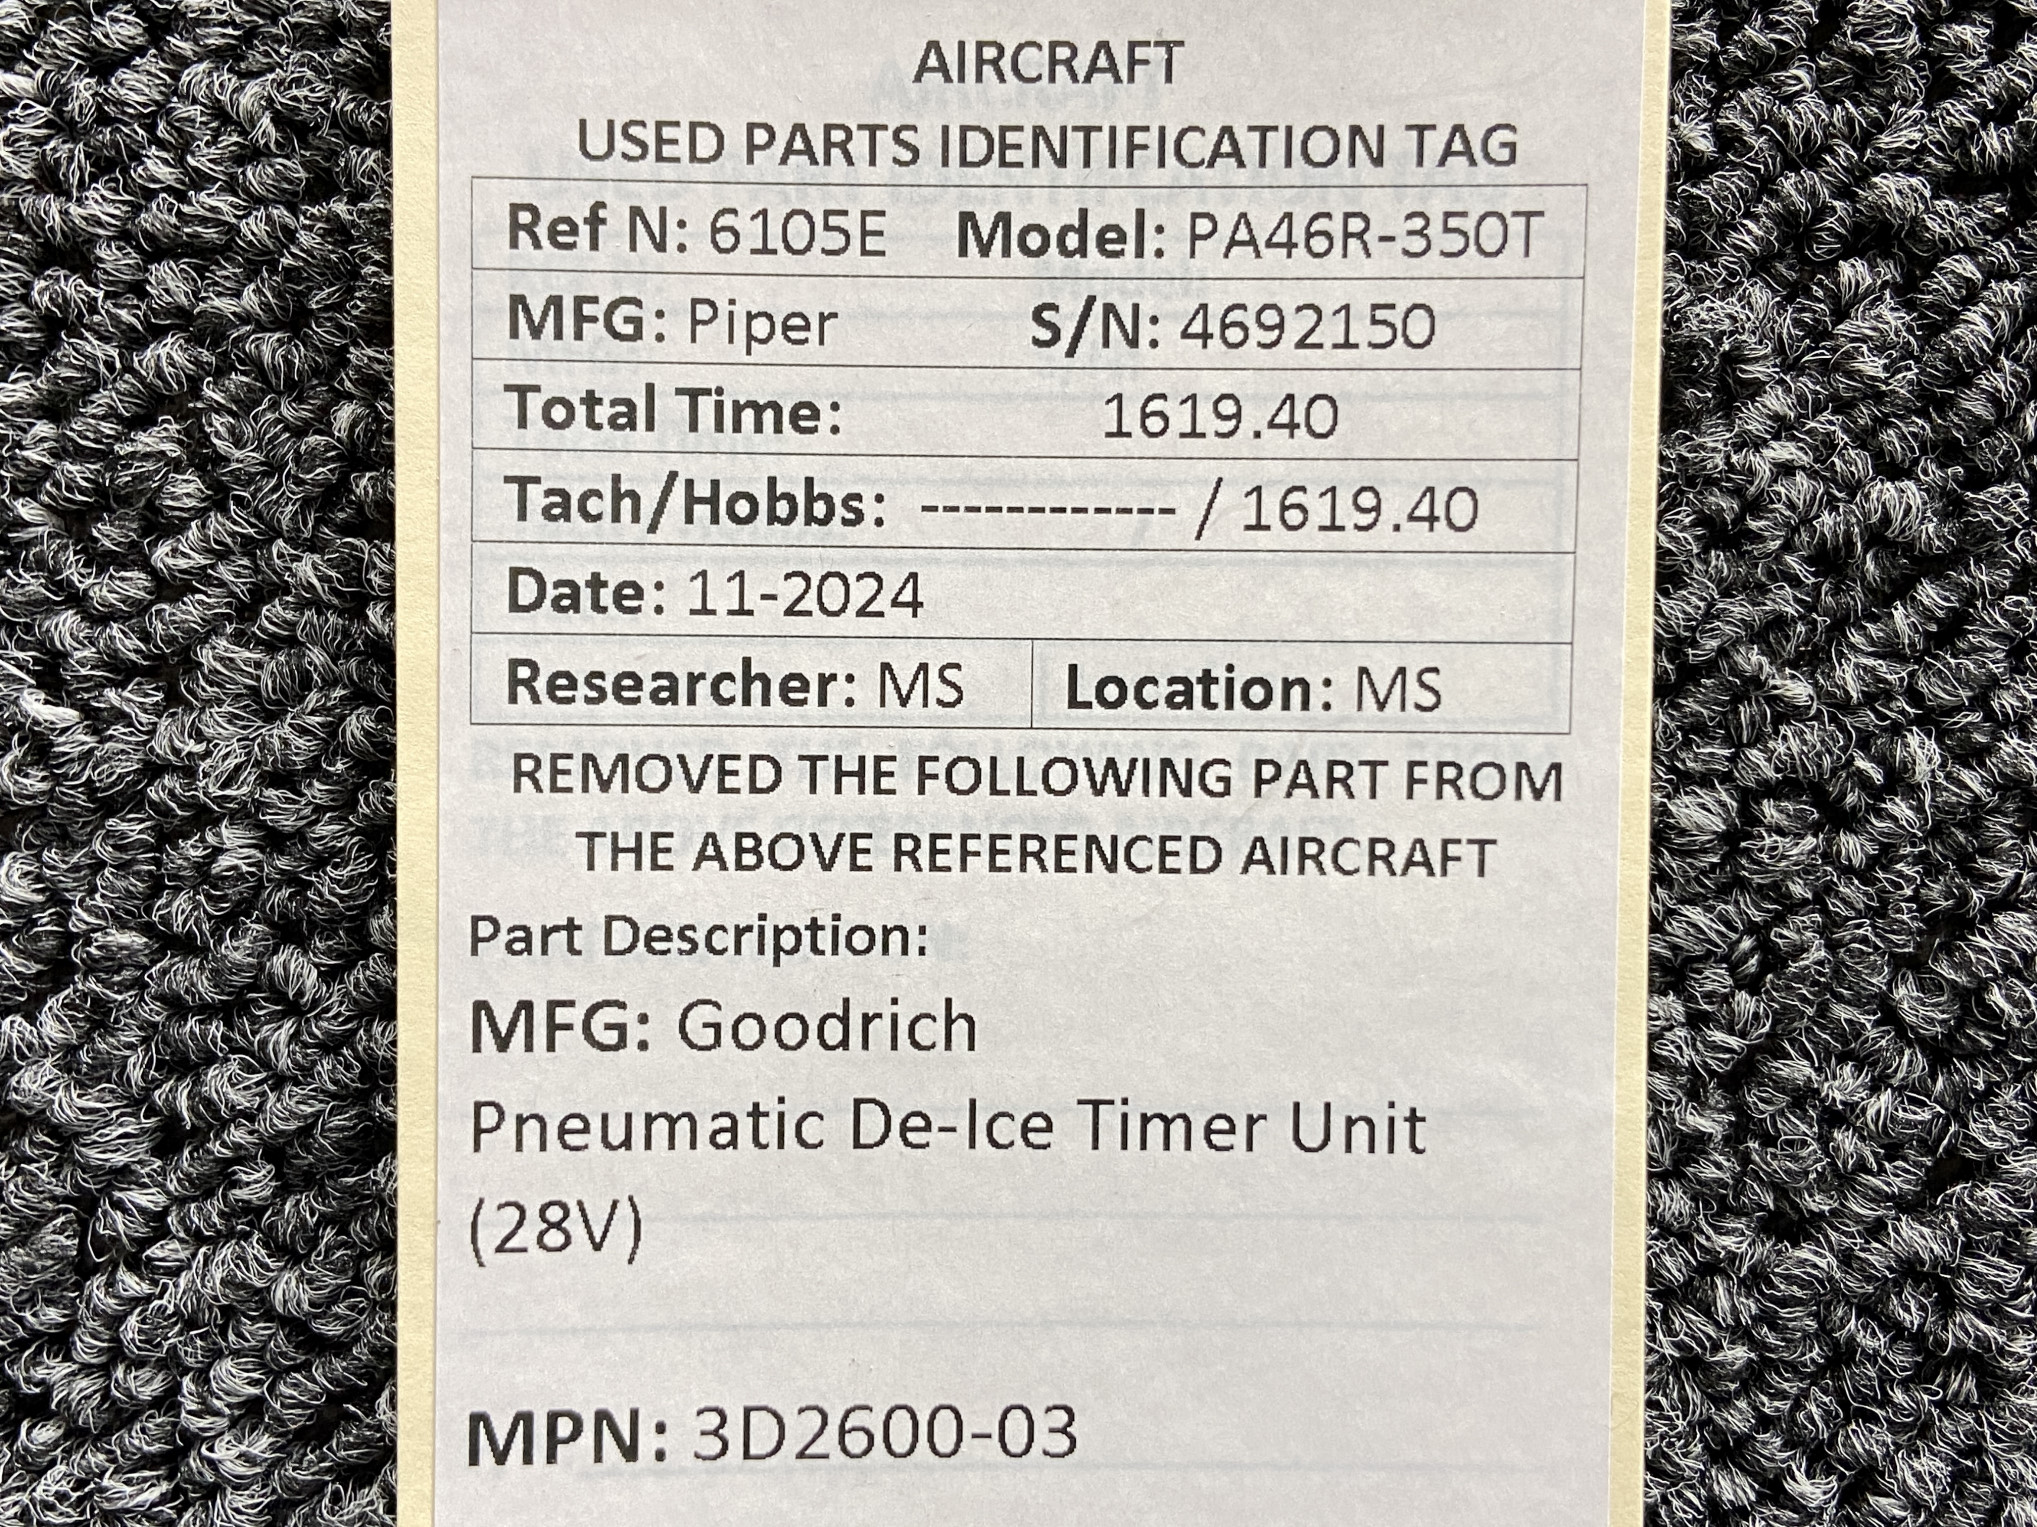 AIRCRAFT
USED PARTS IDENTIFICATION TAG
Ref N: 6105E Model: PA46R-350T
MFG: Piper S/N: 4692150
Total Time: 1619.40
Tach/Hobbs: ------------ / 1619.40
Date: 11-2024
Researcher: MS Location: MS
REMOVED THE FOLLOWING PART FROM
THE ABOVE REFERENCED AIRCRAFT
Part Description:
MFG: Goodrich
Pneumatic De-Ice Timer Unit
(28V)
MPN: 3D2600-03